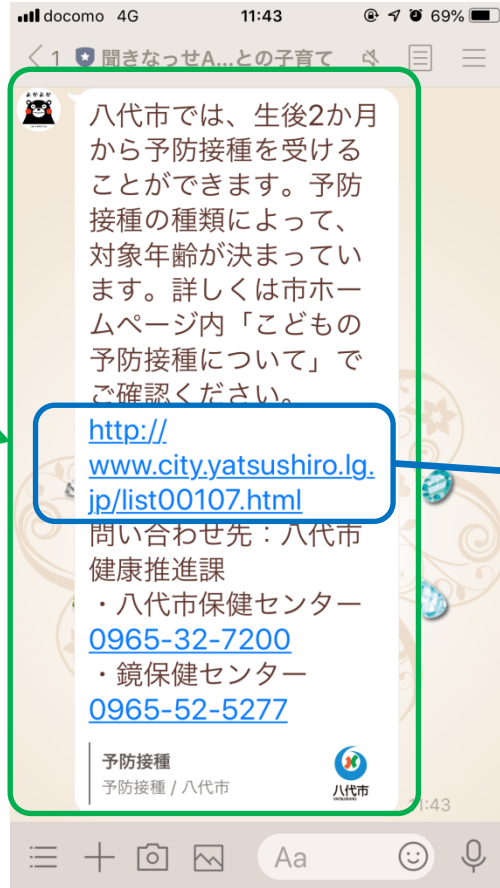 docomo 4G 11:43 69%
1 聞きなっせA...との子育て
よかよか
八代市では、生後2か月
から予防接種を受ける
ことができます。予防
接種の種類によって、
対象年齢が決まってい
ます。詳しくは市ホー
ムページ内「こどもの
予防接種について」で
ご確認ください。
http://
www.city.yatsushiro.lg.
jp/list00107.html
問い合わせ先：八代市
健康推進課
・八代市保健センター
0965-32-7200
・鏡保健センター
0965-52-5277
予防接種
予防接種 / 八代市
八代市
YATSUSHIRO
11:43
Aa